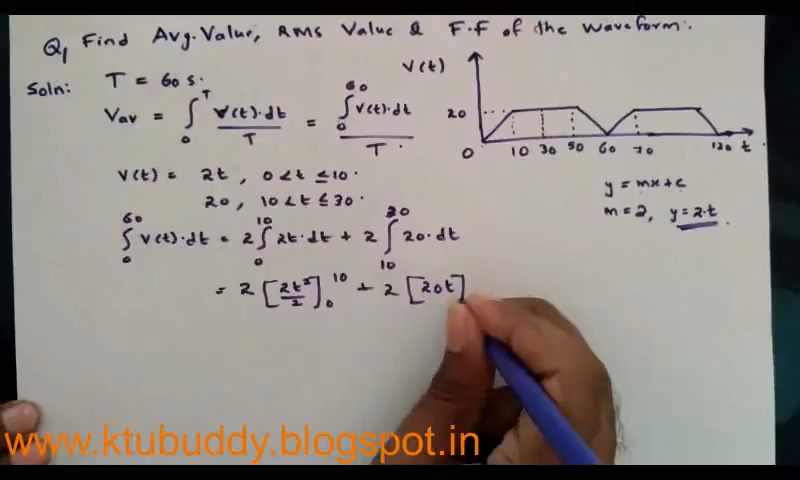 Q, Find Avg.Value, RMS Value & F.F of the Waveform:
Soln: T = 60 s.
V(t)
20
0 10 30 50 60 70 120 t
Vav = ∫₀ᵀ V(t)·dt / T = ∫₀⁶⁰ V(t)·dt / T
V(t) = 2t , 0 < t ≤ 10.
20, 10 < t ≤ 30.
y = mx + c
m = 2, y = 2·t
∫₀⁶⁰ V(t)·dt = 2 ∫₀¹⁰ 2t·dt + 2 ∫₁₀³⁰ 20·dt
= 2 [2t²/2]₀¹⁰ + 2 [20t]
www.ktubuddy.blogspot.in